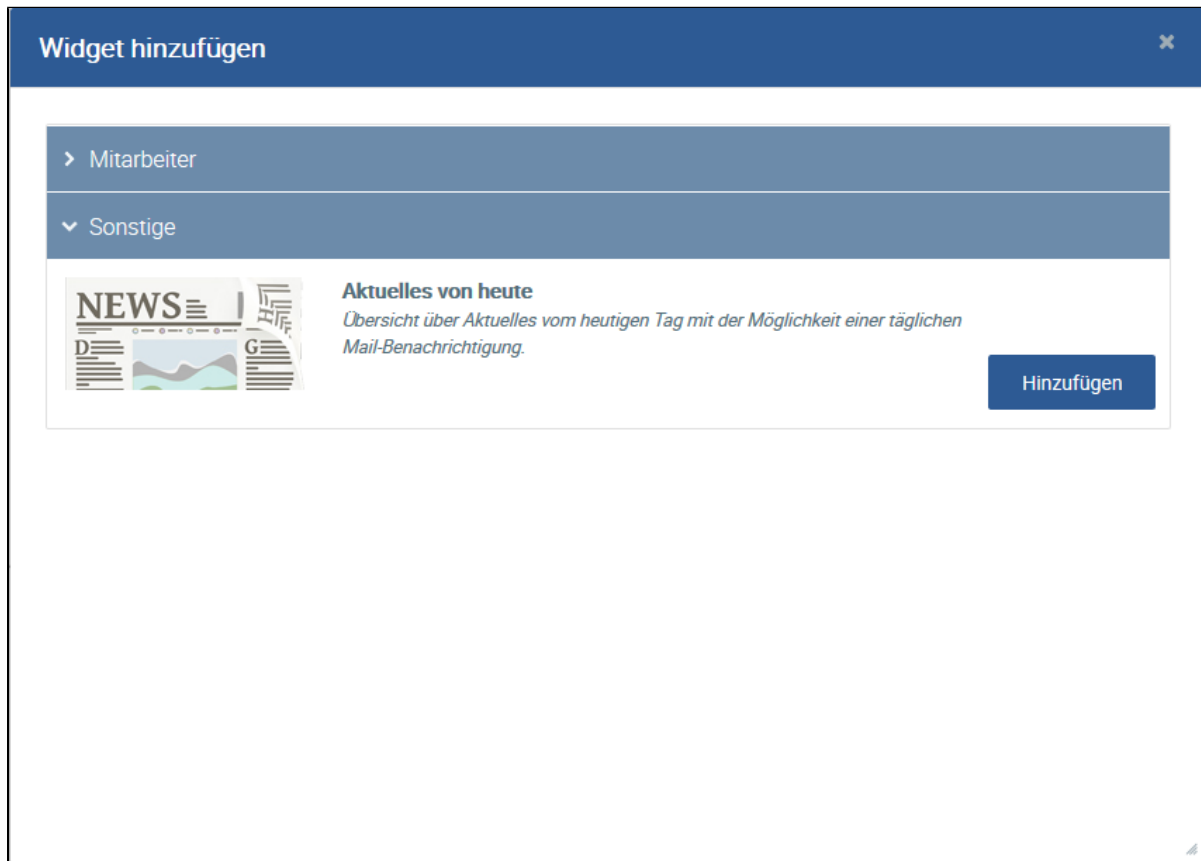 Widget hinzufügen
Mitarbeiter
Sonstige
NEWS
D
G
Aktuelles von heute
Übersicht über Aktuelles vom heutigen Tag mit der Möglichkeit einer täglichen
Mail-Benachrichtigung.
Hinzufügen